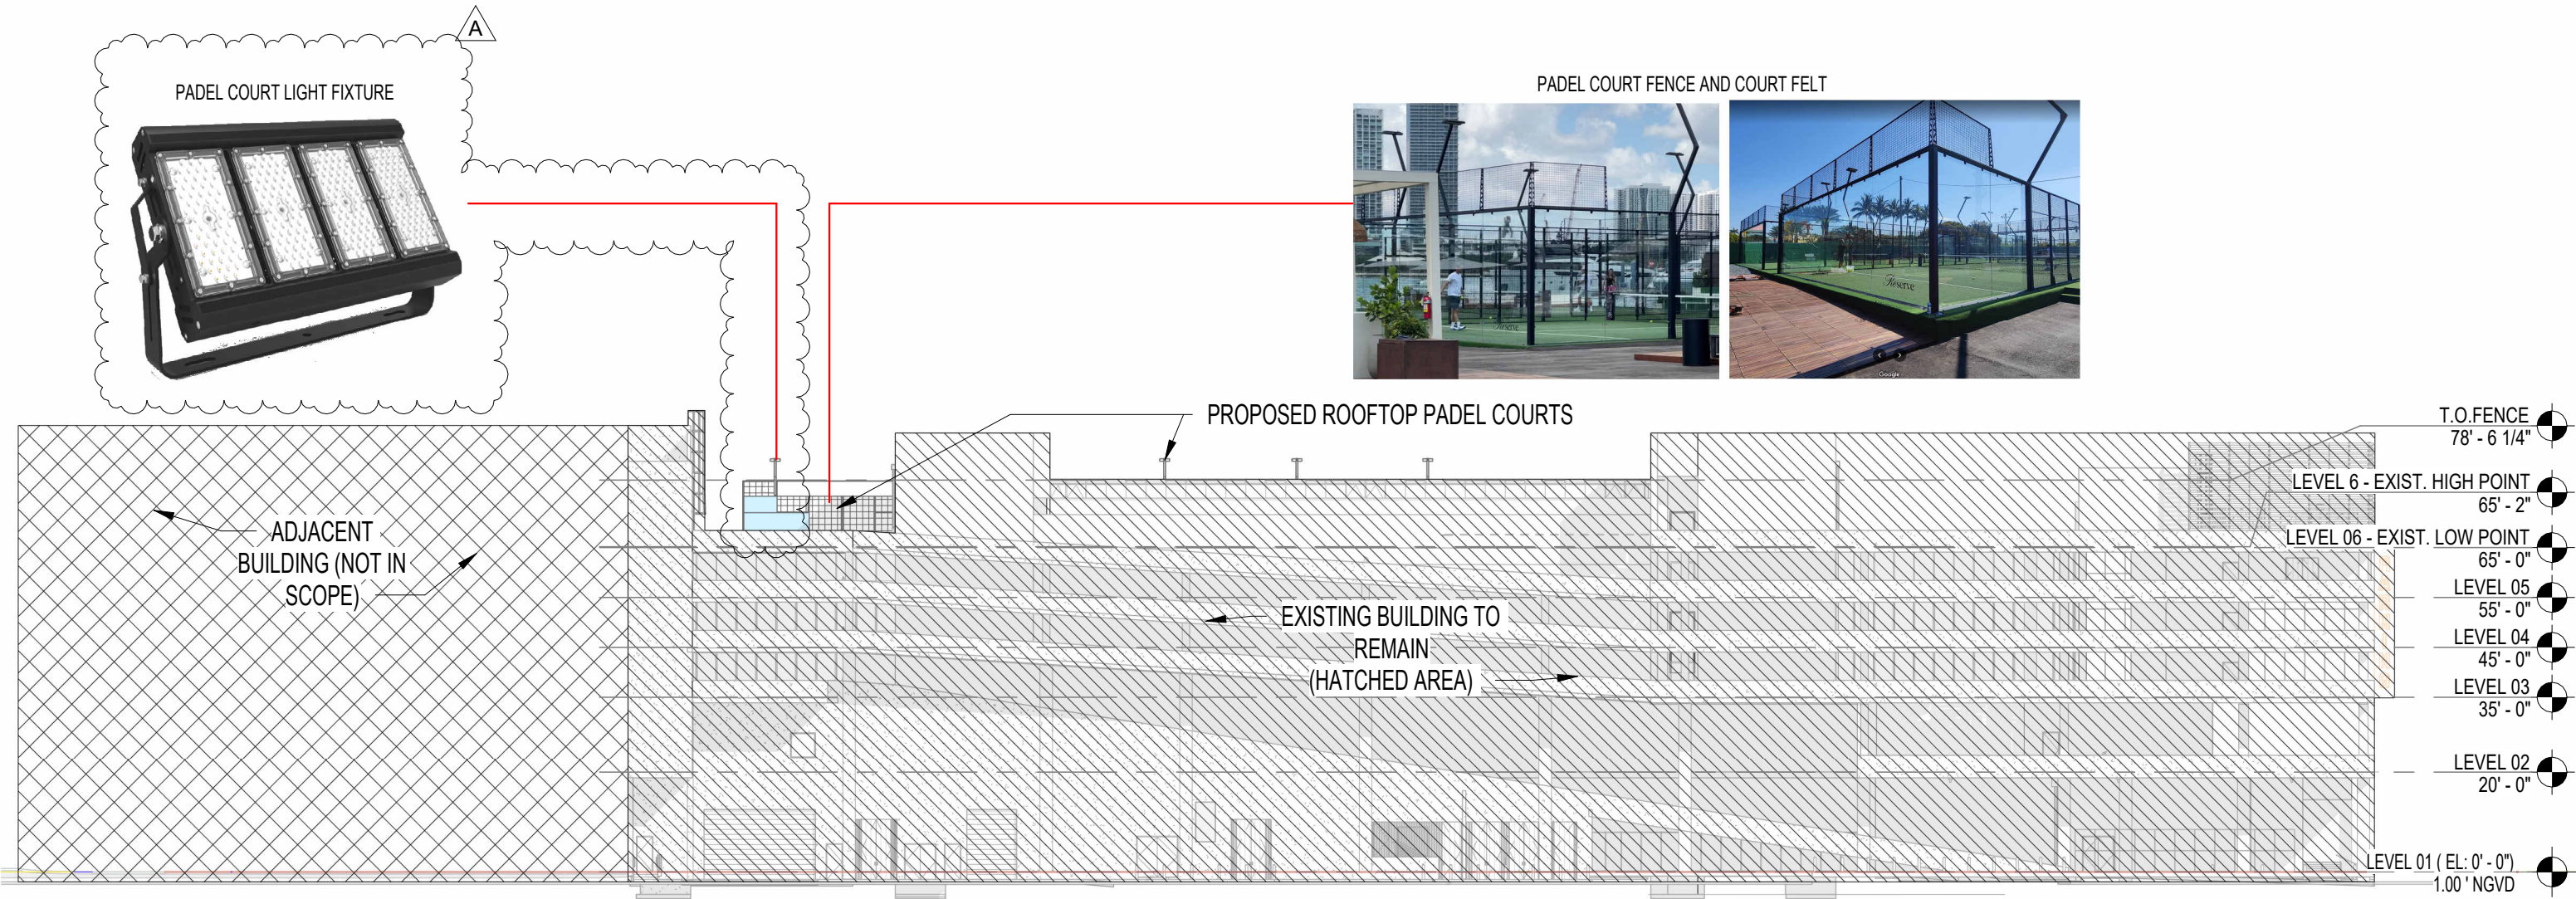 A
PADEL COURT LIGHT FIXTURE
PADEL COURT FENCE AND COURT FELT
Reserve
Reserve
Google
PROPOSED ROOFTOP PADEL COURTS
ADJACENT
BUILDING (NOT IN
SCOPE)
EXISTING BUILDING TO
REMAIN
(HATCHED AREA)
T.O.FENCE
78' - 6 1/4"
LEVEL 6 - EXIST. HIGH POINT
65' - 2"
LEVEL 06 - EXIST. LOW POINT
65' - 0"
LEVEL 05
55' - 0"
LEVEL 04
45' - 0"
LEVEL 03
35' - 0"
LEVEL 02
20' - 0"
LEVEL 01 ( EL: 0' - 0")
1.00 ' NGVD